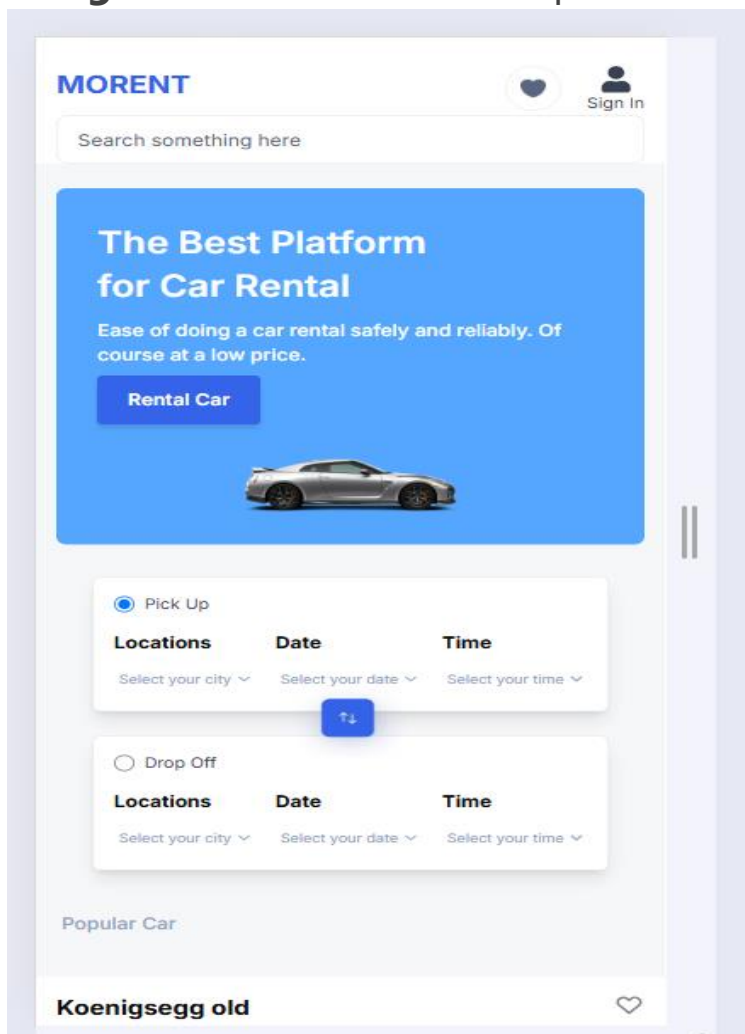 MORENT
Sign In
Search something here
The Best Platform
for Car Rental
Ease of doing a car rental safely and reliably. Of
course at a low price.
Rental Car
Pick Up
Locations Date Time
Select your city Select your date Select your time
Drop Off
Locations Date Time
Select your city Select your date Select your time
Popular Car
Koenigsegg old